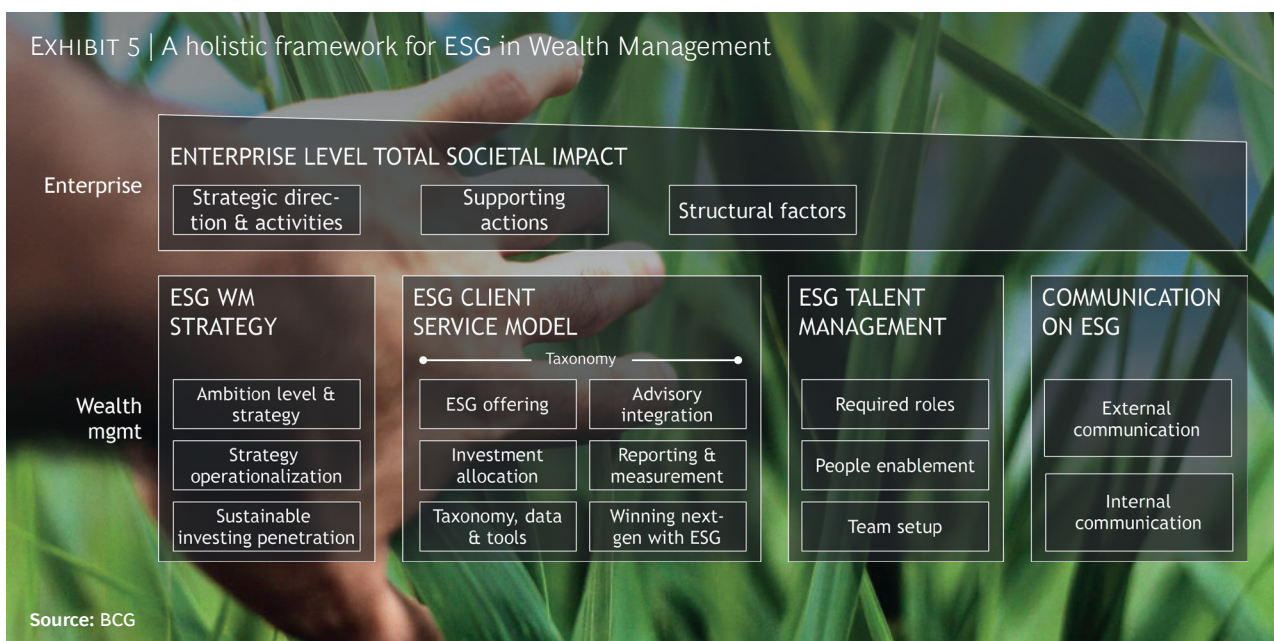 EXHIBIT 5 | A holistic framework for ESG in Wealth Management
Enterprise
ENTERPRISE LEVEL TOTAL SOCIETAL IMPACT
Strategic direc-
tion & activities
Supporting
actions
Structural factors
Wealth
mgmt
ESG WM
STRATEGY
Ambition level &
strategy
Strategy
operationalization
Sustainable
investing penetration
ESG CLIENT
SERVICE MODEL
Taxonomy
ESG offering
Advisory
integration
Investment
allocation
Reporting &
measurement
Taxonomy, data
& tools
Winning next-
gen with ESG
ESG TALENT
MANAGEMENT
Required roles
People enablement
Team setup
COMMUNICATION
ON ESG
External
communication
Internal
communication
Source: BCG